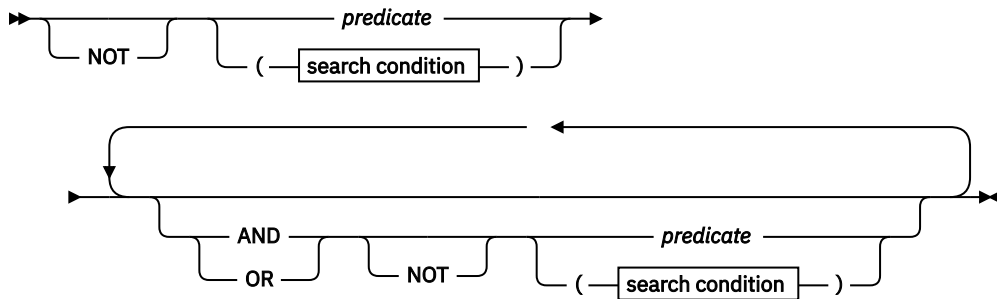 predicate
NOT
( search condition )
AND predicate
OR NOT ( search condition )